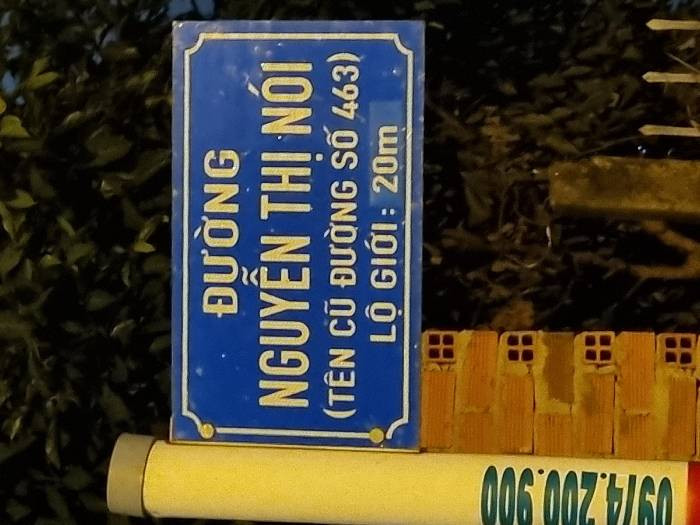 ĐƯỜNG
NGUYỄN THỊ NÓI
(TÊN CŨ ĐƯỜNG SỐ 463)
LỘ GIỚI: 20m
0974.200.900